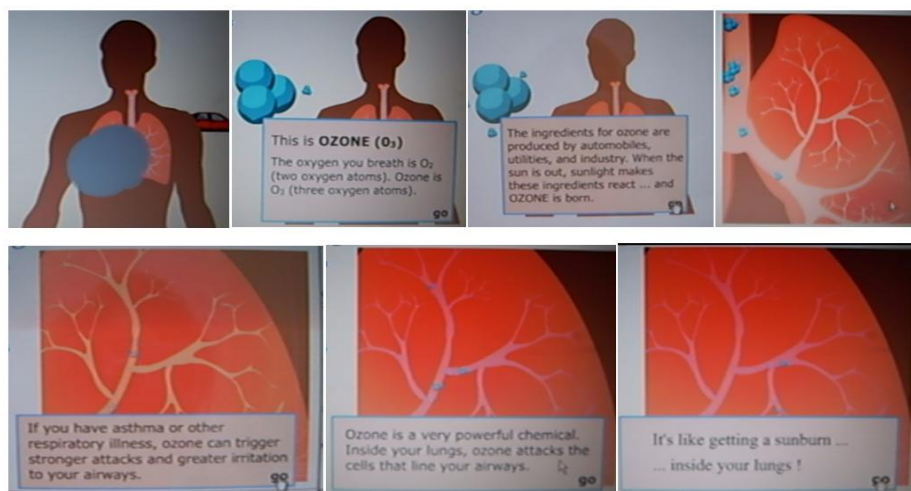 This is OZONE (O₃)
The oxygen you breath is O₂
(two oxygen atoms). Ozone is
O₃ (three oxygen atoms).
go
The ingredients for ozone are
produced by automobiles,
utilities, and industry. When the
sun is out, sunlight makes
these ingredients react ... and
OZONE is born.
go
If you have asthma or other
respiratory illness, ozone can trigger
stronger attacks and greater irritation
to your airways.
go
Ozone is a very powerful chemical.
Inside your lungs, ozone attacks the
cells that line your airways.
go
It's like getting a sunburn ...
... inside your lungs !
go